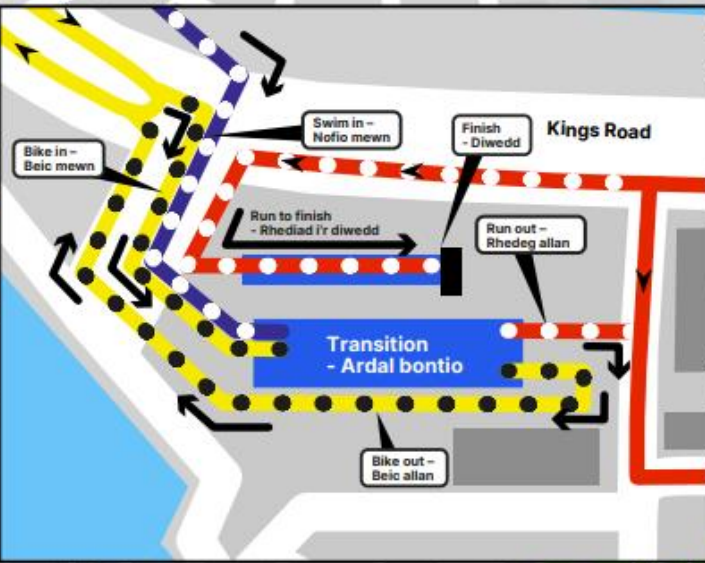 Swim in –
Nofio mewn
Finish
- Diwedd
Kings Road
Bike in –
Beic mewn
Run to finish
- Rhediad i'r diwedd
Run out –
Rhedeg allan
Transition
- Ardal bontio
Bike out –
Beic allan